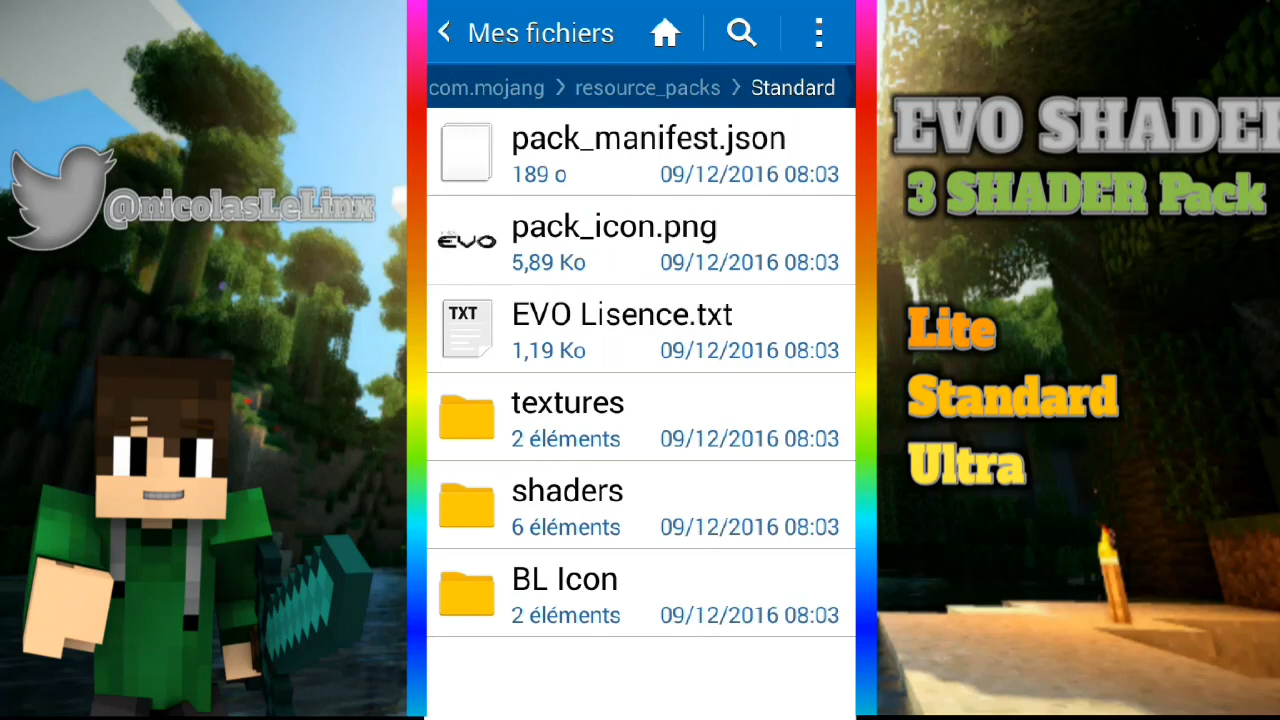 @nicolasLeLinx
Mes fichiers
com.mojang > resource_packs > Standard
pack_manifest.json
189 o 09/12/2016 08:03
EVO
pack_icon.png
5,89 Ko 09/12/2016 08:03
TXT
EVO Lisence.txt
1,19 Ko 09/12/2016 08:03
textures
2 éléments 09/12/2016 08:03
shaders
6 éléments 09/12/2016 08:03
BL Icon
2 éléments 09/12/2016 08:03
EVO SHADER
3 SHADER Pack
Lite
Standard
Ultra